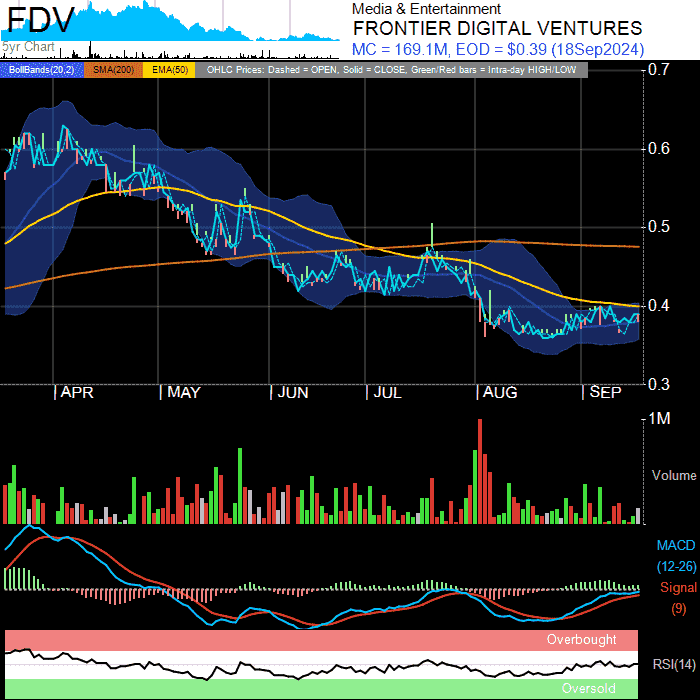 FDV
5yr Chart
Media & Entertainment
FRONTIER DIGITAL VENTURES
MC = 169.1M, EOD = $0.39 (18Sep2024)
BollBands(20,2) SMA(200) EMA(50) OHLC Prices: Dashed = OPEN, Solid = CLOSE, Green/Red bars = Intra-day HIGH/LOW
0.7
0.6
0.5
0.4
0.3
APR MAY JUN JUL AUG SEP
1M
Volume
MACD
(12-26)
Signal
(9)
Overbought
RSI(14)
Oversold